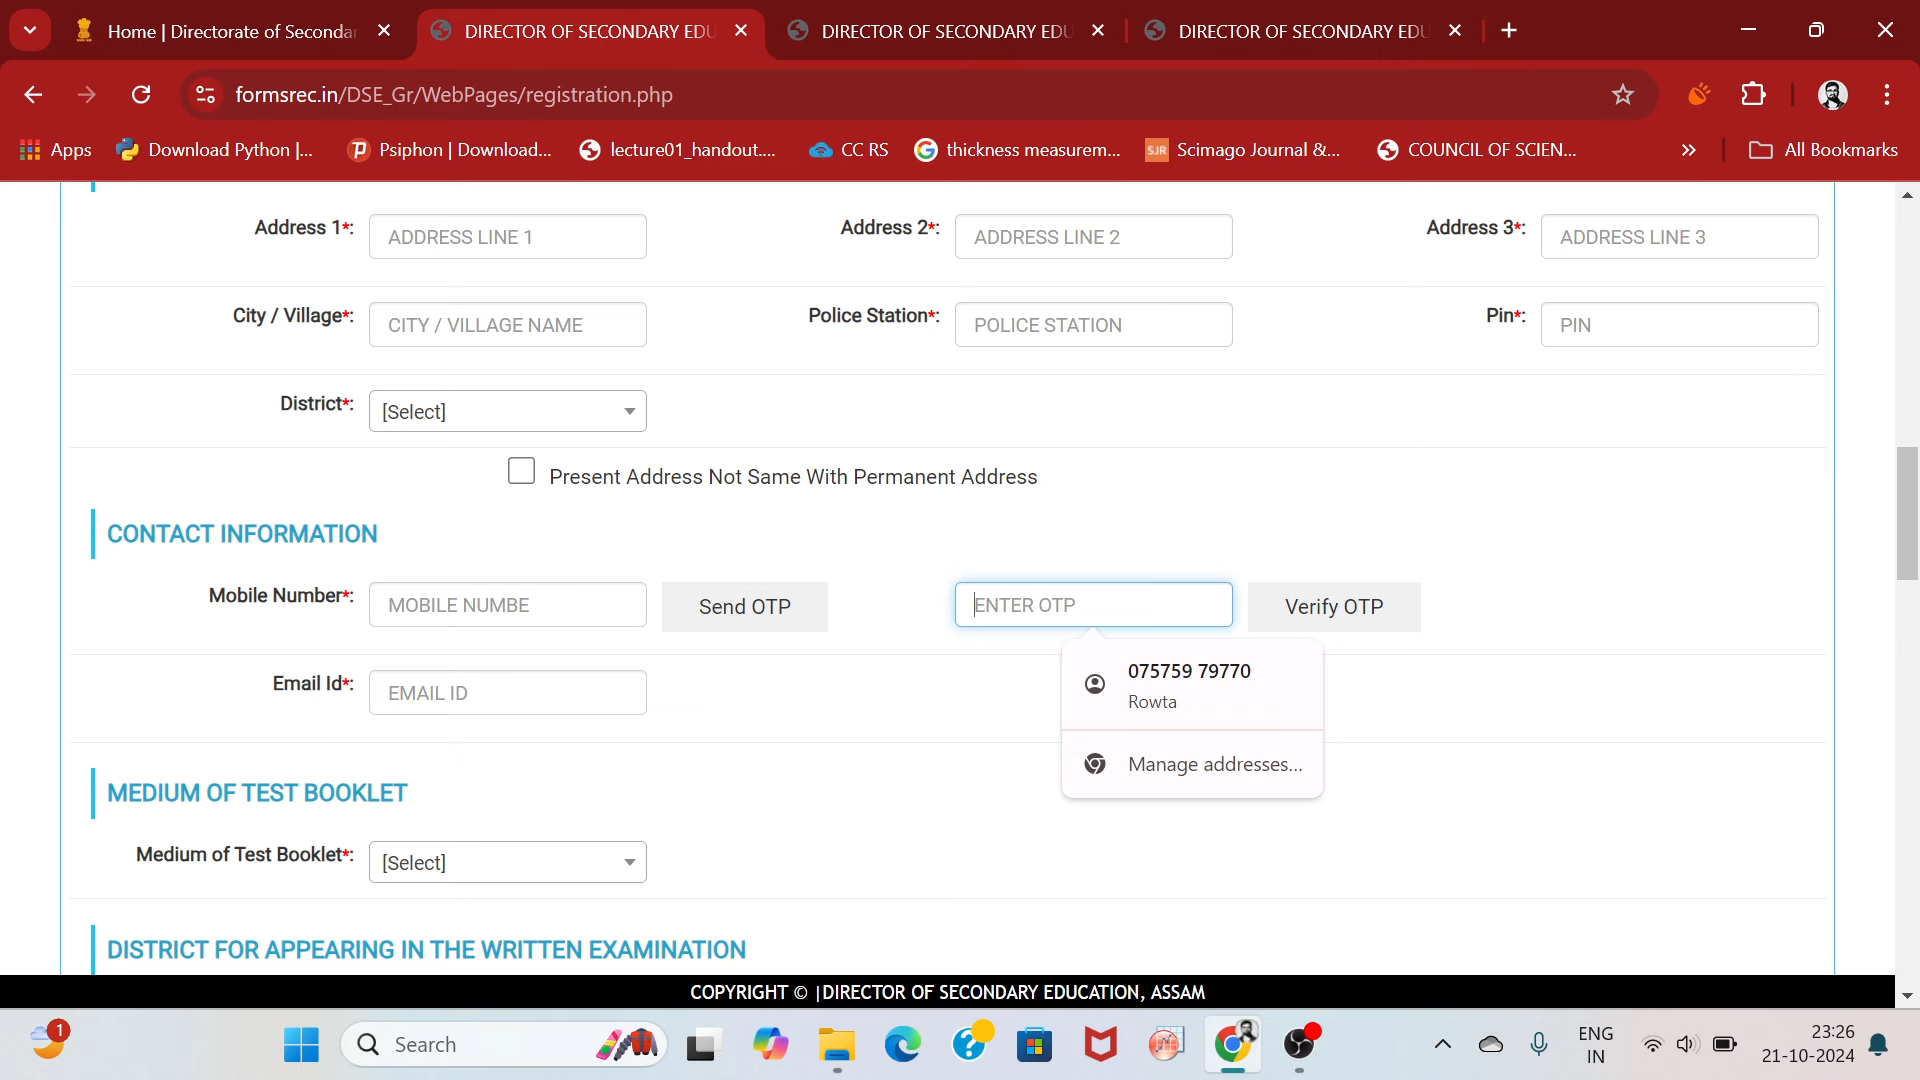 Home | Directorate of Secondar
DIRECTOR OF SECONDARY EDU
DIRECTOR OF SECONDARY EDU
DIRECTOR OF SECONDARY EDU
formsrec.in/DSE_Gr/WebPages/registration.php
Apps
Download Python |...
Psiphon | Download...
lecture01_handout....
CC RS
thickness measurem...
SJR
Scimago Journal &...
COUNCIL OF SCIEN...
All Bookmarks
Address 1*:
ADDRESS LINE 1
Address 2*:
ADDRESS LINE 2
Address 3*:
ADDRESS LINE 3
City / Village*:
CITY / VILLAGE NAME
Police Station*:
POLICE STATION
Pin*:
PIN
District*:
[Select]
Present Address Not Same With Permanent Address
CONTACT INFORMATION
Mobile Number*:
MOBILE NUMBE
Send OTP
ENTER OTP
Verify OTP
075759 79770
Rowta
Manage addresses...
Email Id*:
EMAIL ID
MEDIUM OF TEST BOOKLET
Medium of Test Booklet*:
[Select]
DISTRICT FOR APPEARING IN THE WRITTEN EXAMINATION
COPYRIGHT © |DIRECTOR OF SECONDARY EDUCATION, ASSAM
1
Search
ENG
IN
23:26
21-10-2024